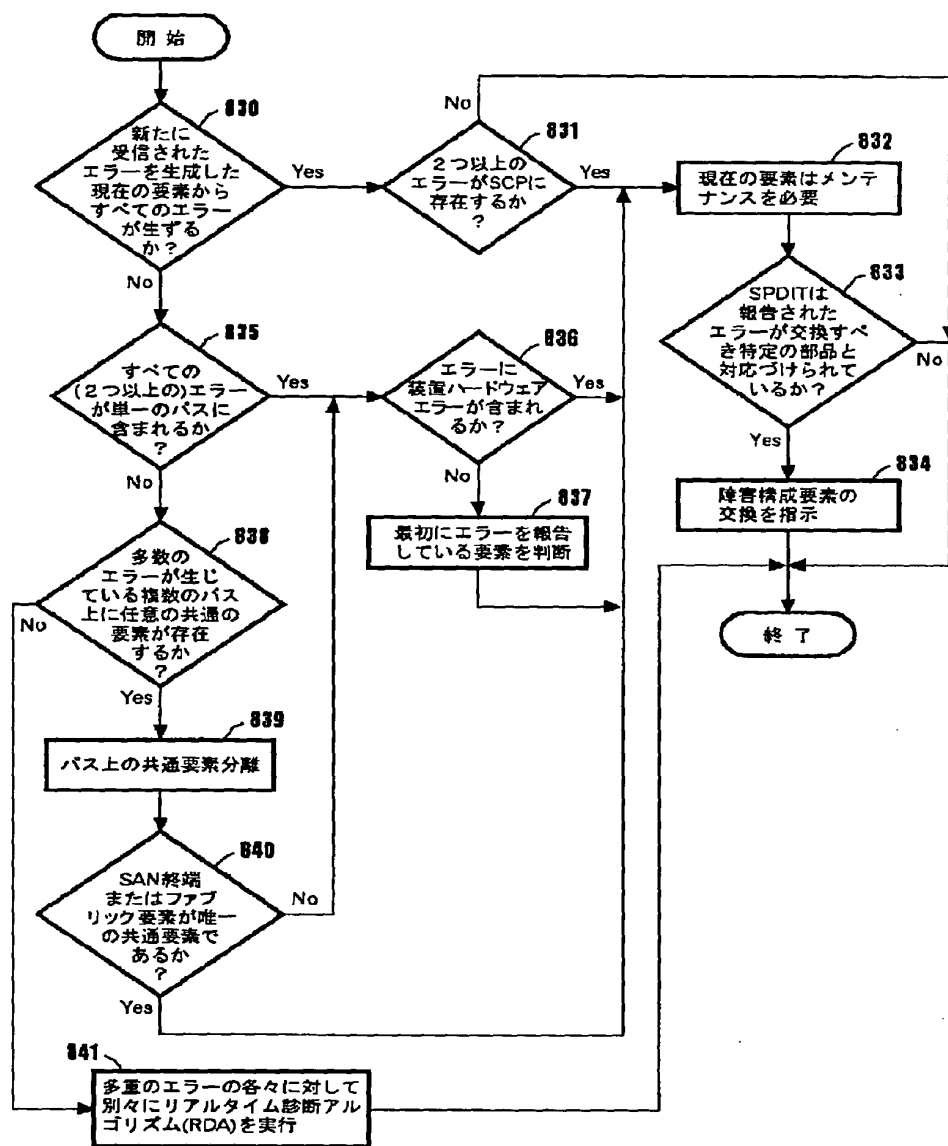 開始
830
新たに
受信された
エラーを生成した
現在の要素から
すべてのエラー
が生ずる
か？
Yes
No
831
2つ以上の
エラーがSCPに
存在するか
？
No
Yes
832
現在の要素はメンテ
ナンスを必要
833
SPDITは
報告された
エラーが交換すべ
き特定の部品と
対応づけられて
いるか？
No
Yes
834
障害構成要素の
交換を指示
終了
835
すべての
(2つ以上の)エラー
が単一のパスに
含まれるか
？
Yes
No
836
エラーに
装置ハードウェア
エラーが含まれ
るか？
Yes
No
837
最初にエラーを報告
している要素を判断
838
多数の
エラーが生じ
ている複数のパス
上に任意の共通の
要素が存在
するか
？
No
Yes
839
パス上の共通要素分離
840
SAN終端
またはファブ
リック要素が唯一
の共通要素で
あるか
？
No
Yes
841
多重のエラーの各々に対して
別々にリアルタイム診断アル
ゴリズム(RDA)を実行